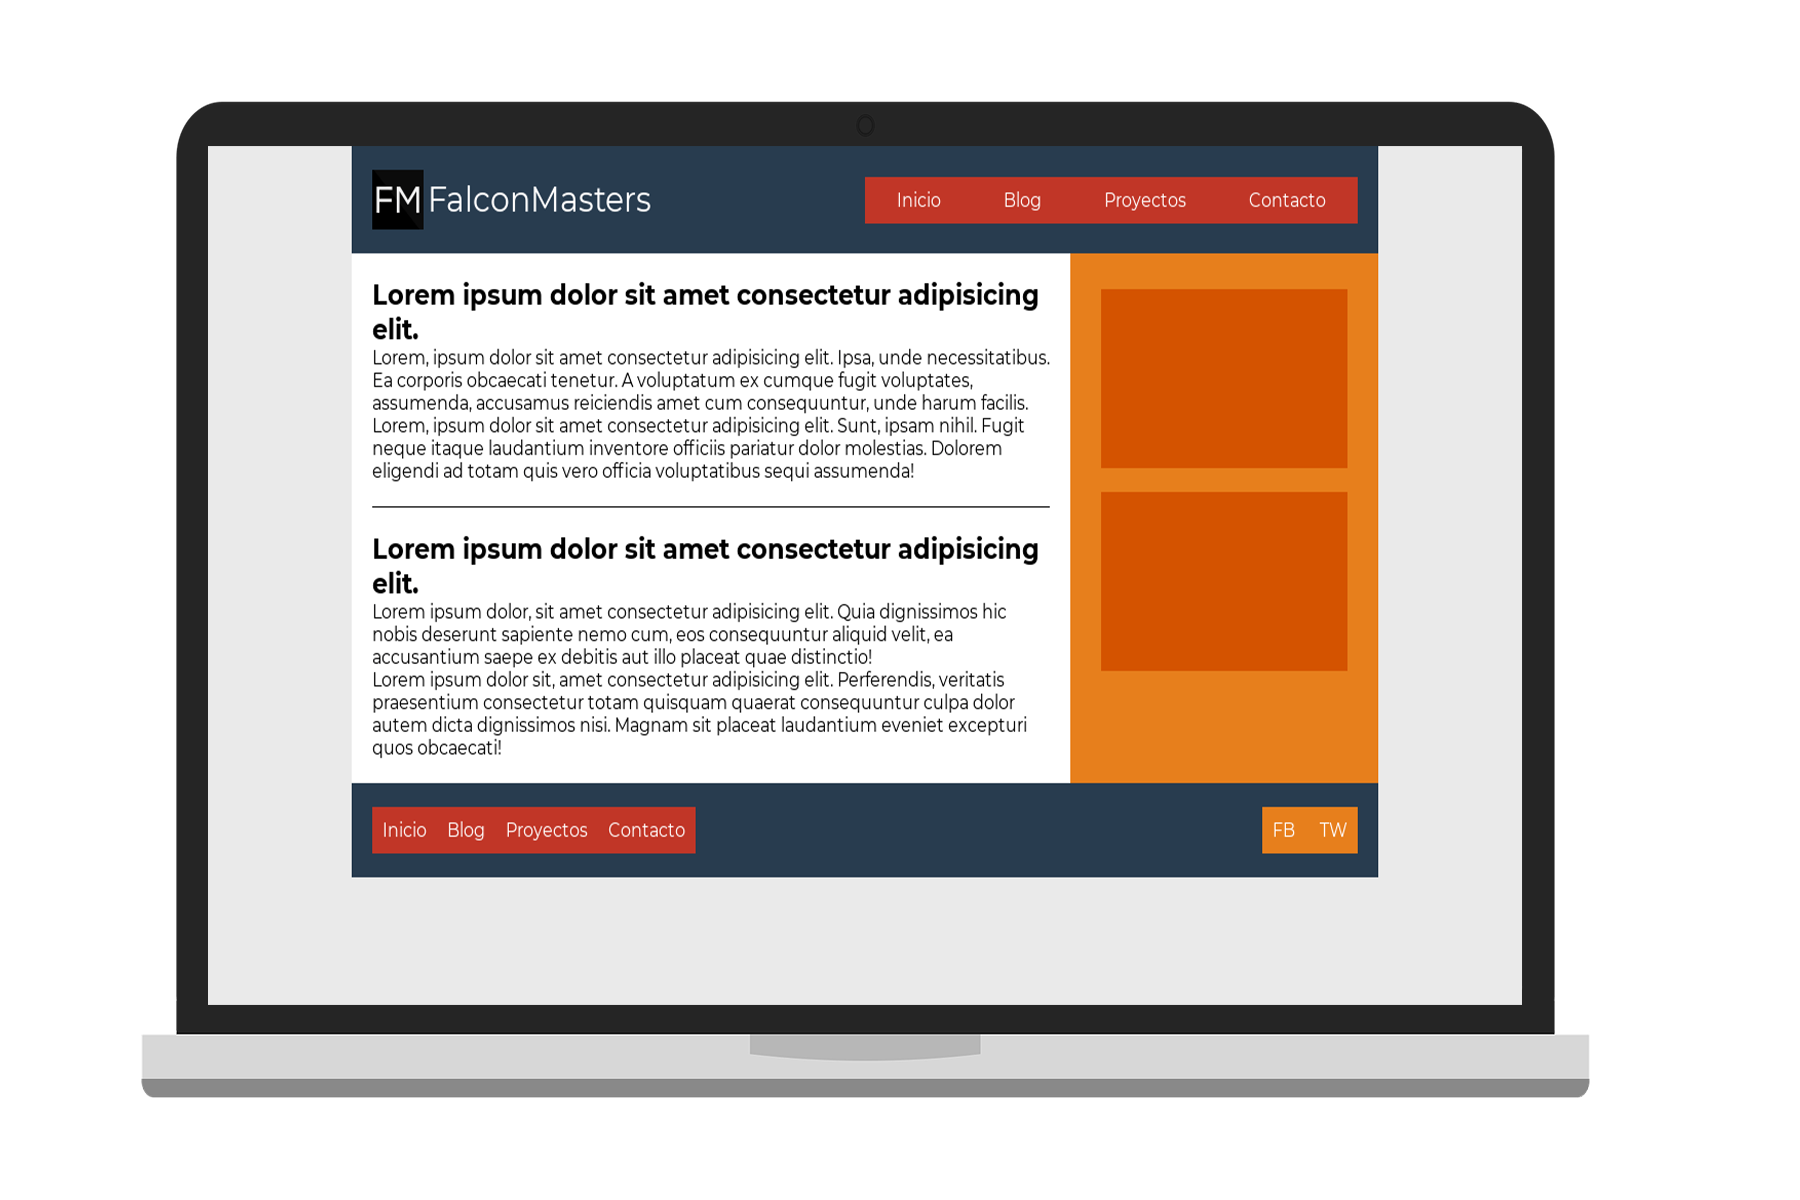 FM FalconMasters
Inicio Blog Proyectos Contacto
Lorem ipsum dolor sit amet consectetur adipisicing
elit.
Lorem, ipsum dolor sit amet consectetur adipisicing elit. Ipsa, unde necessitatibus.
Ea corporis obcaecati tenetur. A voluptatum ex cumque fugit voluptates,
assumenda, accusamus reiciendis amet cum consequuntur, unde harum facilis.
Lorem, ipsum dolor sit amet consectetur adipisicing elit. Sunt, ipsam nihil. Fugit
neque itaque laudantium inventore officiis pariatur dolor molestias. Dolorem
eligendi ad totam quis vero officia voluptatibus sequi assumenda!
Lorem ipsum dolor sit amet consectetur adipisicing
elit.
Lorem ipsum dolor, sit amet consectetur adipisicing elit. Quia dignissimos hic
nobis deserunt sapiente nemo cum, eos consequuntur aliquid velit, ea
accusantium saepe ex debitis aut illo placeat quae distinctio!
Lorem ipsum dolor sit, amet consectetur adipisicing elit. Perferendis, veritatis
praesentium consectetur totam quisquam quaerat consequuntur culpa dolor
autem dicta dignissimos nisi. Magnam sit placeat laudantium eveniet excepturi
quos obcaecati!
Inicio Blog Proyectos Contacto
FB TW